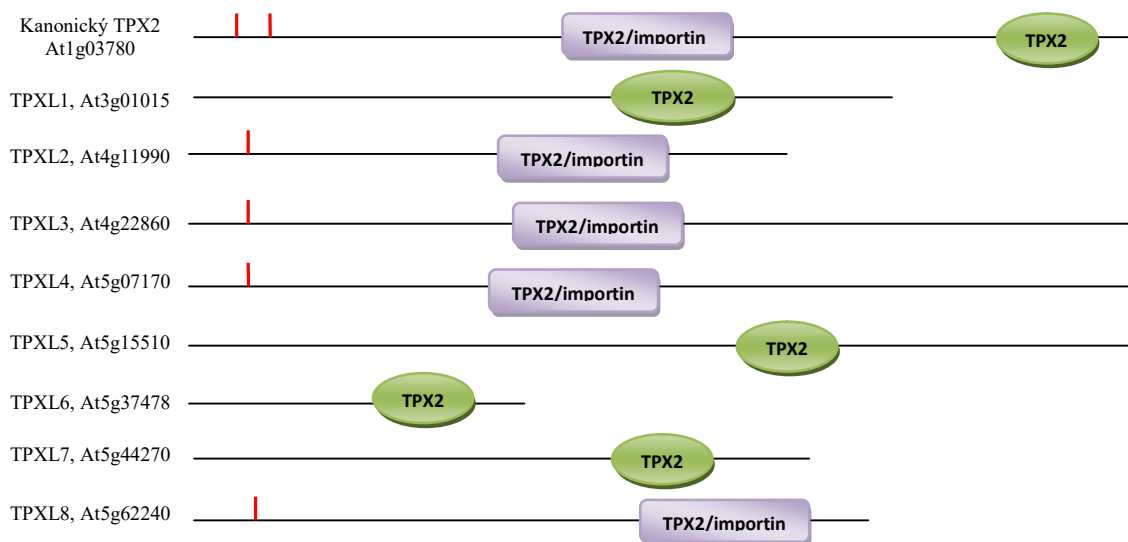 Kanonický TPX2
At1g03780
TPX2/importin
TPX2
TPXL1, At3g01015
TPX2
TPXL2, At4g11990
TPX2/importin
TPXL3, At4g22860
TPX2/importin
TPXL4, At5g07170
TPX2/importin
TPXL5, At5g15510
TPX2
TPXL6, At5g37478
TPX2
TPXL7, At5g44270
TPX2
TPXL8, At5g62240
TPX2/importin